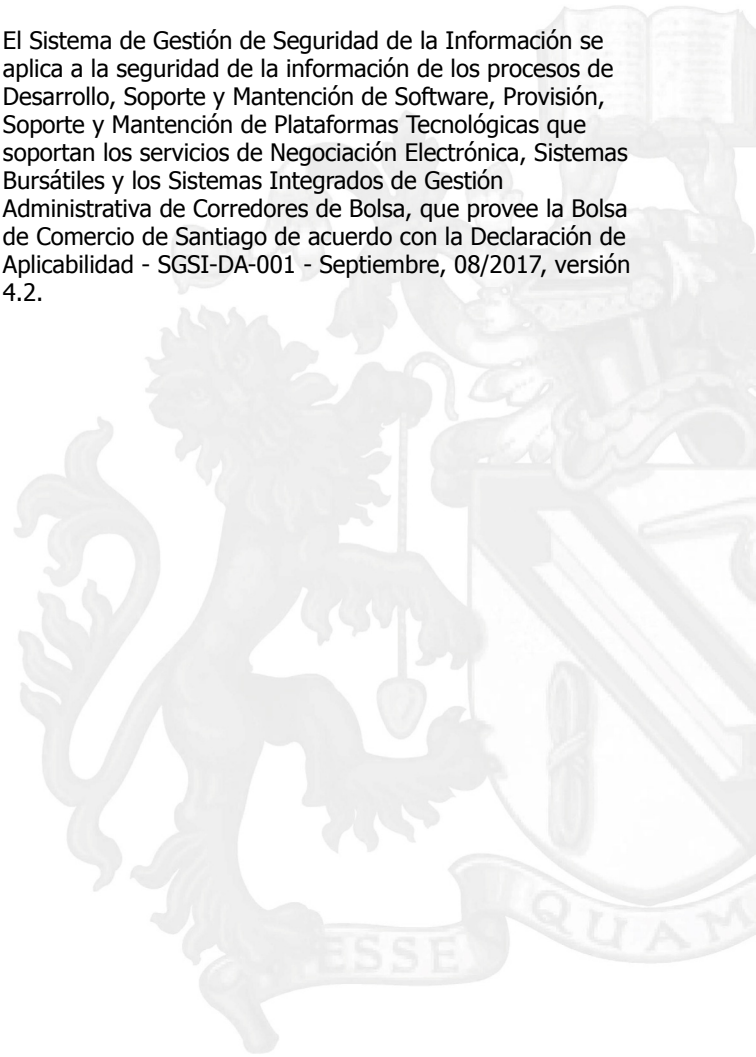 El Sistema de Gestión de Seguridad de la Información se
aplica a la seguridad de la información de los procesos de
Desarrollo, Soporte y Mantención de Software, Provisión,
Soporte y Mantención de Plataformas Tecnológicas que
soportan los servicios de Negociación Electrónica, Sistemas
Bursátiles y los Sistemas Integrados de Gestión
Administrativa de Corredores de Bolsa, que provee la Bolsa
de Comercio de Santiago de acuerdo con la Declaración de
Aplicabilidad - SGSI-DA-001 - Septiembre, 08/2017, versión
4.2.
ESSE QUAM